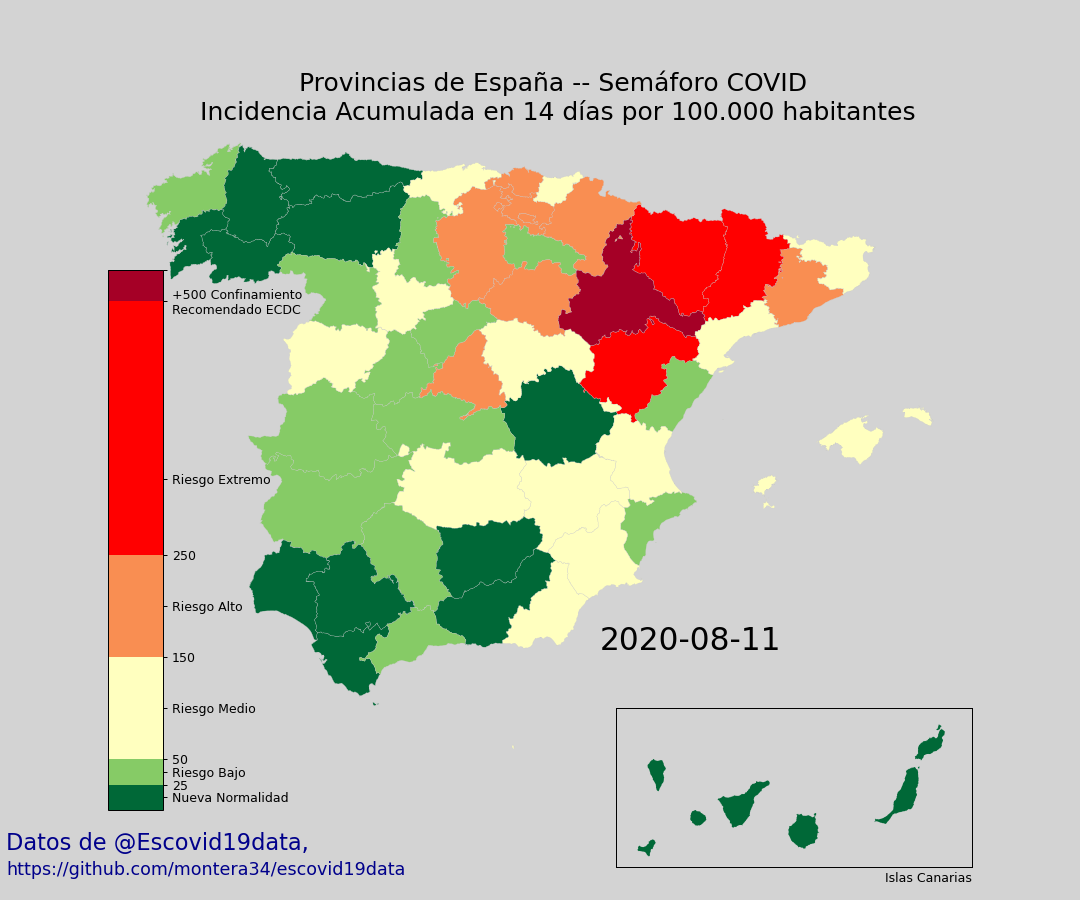 Provincias de España -- Semáforo COVID
Incidencia Acumulada en 14 días por 100.000 habitantes
+500 Confinamiento
Recomendado ECDC
Riesgo Extremo
250
Riesgo Alto
150
Riesgo Medio
50
Riesgo Bajo
25
Nueva Normalidad
2020-08-11
Islas Canarias
Datos de @Escovid19data,
https://github.com/montera34/escovid19data